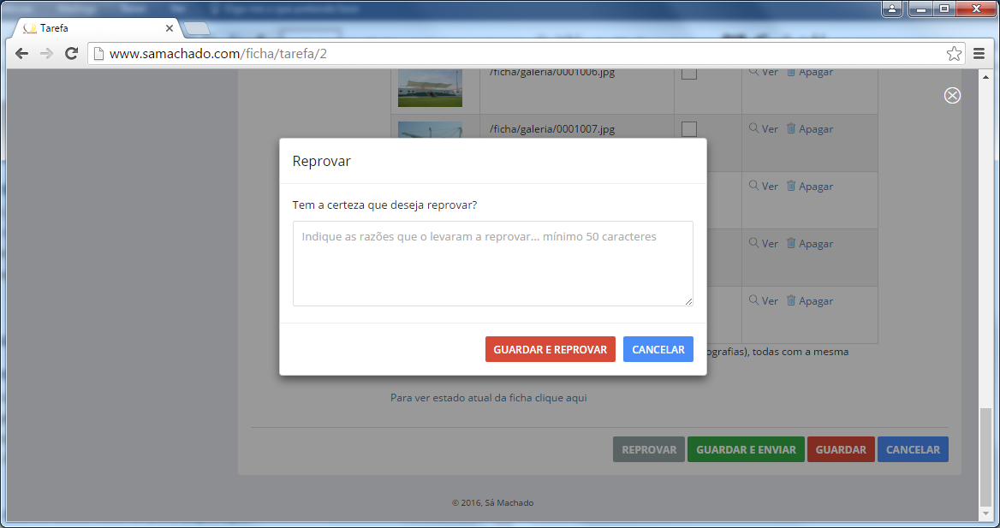 Tarefa
www.samachado.com/ficha/tarefa/2
/ficha/galeria/0001006.jpg Ver Apagar
/ficha/galeria/0001007.jpg Ver Apagar
Reprovar
Ver Apagar
Tem a certeza que deseja reprovar?
Indique as razões que o levaram a reprovar... mínimo 50 caracteres
Ver Apagar
Ver Apagar
GUARDAR E REPROVAR CANCELAR
ografias), todas com a mesma
Para ver estado atual da ficha clique aqui
REPROVAR GUARDAR E ENVIAR GUARDAR CANCELAR
© 2016, Sá Machado